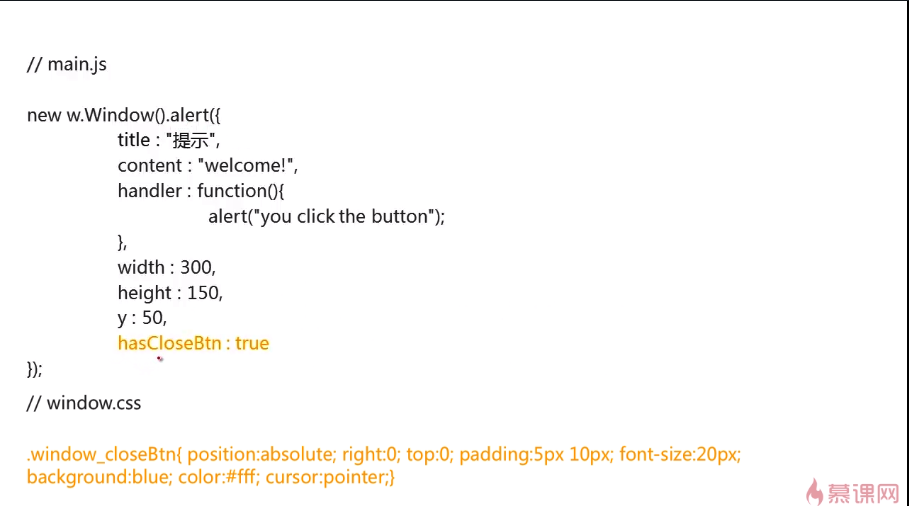 // main.js
new w.Window().alert({
title : "提示",
content : "welcome!",
handler : function(){
alert("you click the button");
},
width : 300,
height : 150,
y : 50,
hasCloseBtn : true
});
// window.css
.window_closeBtn{ position:absolute; right:0; top:0; padding:5px 10px; font-size:20px;
background:blue; color:#fff; cursor:pointer;}
慕课网